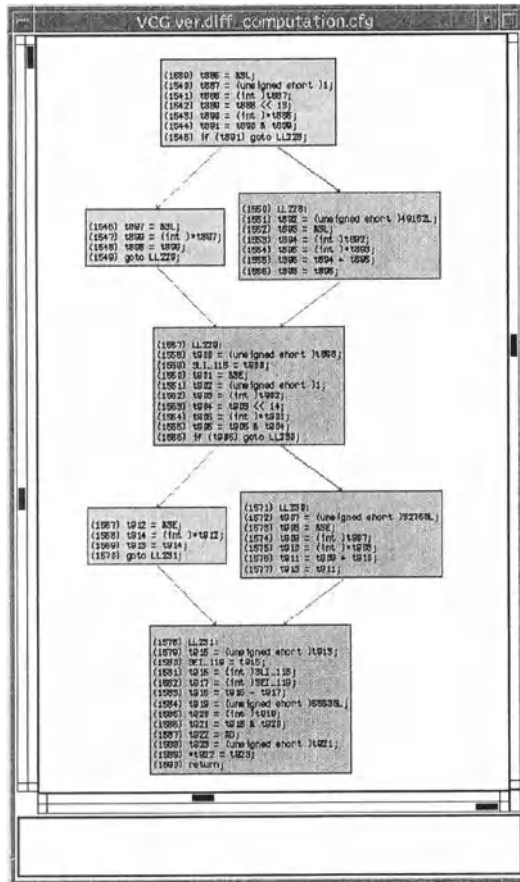 VCG ver.diff_computation.cfg
(1539) t886 = &SL;
(1540) t887 = (unsigned short )1;
(1541) t888 = (int )t887;
(1542) t889 = t888 << 13;
(1543) t890 = (int )*t886;
(1544) t891 = t890 & t889;
(1545) if (t891) goto LL228;
(1546) t897 = &SL;
(1547) t899 = (int )*t897;
(1548) t898 = t899;
(1549) goto LL229;
(1550) LL228:
(1551) t892 = (unsigned short )49152L;
(1552) t893 = &SL;
(1553) t894 = (int )t892;
(1554) t895 = (int )*t893;
(1555) t896 = t894 + t895;
(1556) t898 = t896;
(1557) LL229:
(1558) t900 = (unsigned short )t898;
(1559) SLI_118 = t900;
(1560) t901 = &SE;
(1561) t902 = (unsigned short )1;
(1562) t903 = (int )t902;
(1563) t904 = t903 << 14;
(1564) t905 = (int )*t901;
(1565) t906 = t905 & t904;
(1566) if (t906) goto LL230;
(1567) t912 = &SE;
(1568) t914 = (int )*t912;
(1569) t913 = t914;
(1570) goto LL231;
(1571) LL230:
(1572) t907 = (unsigned short )32768L;
(1573) t908 = &SE;
(1574) t909 = (int )t907;
(1575) t910 = (int )*t908;
(1576) t911 = t909 + t910;
(1577) t913 = t911;
(1578) LL231:
(1579) t915 = (unsigned short )t913;
(1580) SEI_119 = t915;
(1581) t916 = (int )SLI_118;
(1582) t917 = (int )SEI_119;
(1583) t918 = t916 - t917;
(1584) t919 = (unsigned short )65535L;
(1585) t920 = (int )t919;
(1586) t921 = t918 & t920;
(1587) t922 = &D;
(1588) t923 = (unsigned short )t921;
(1589) *t922 = t923;
(1590) return;